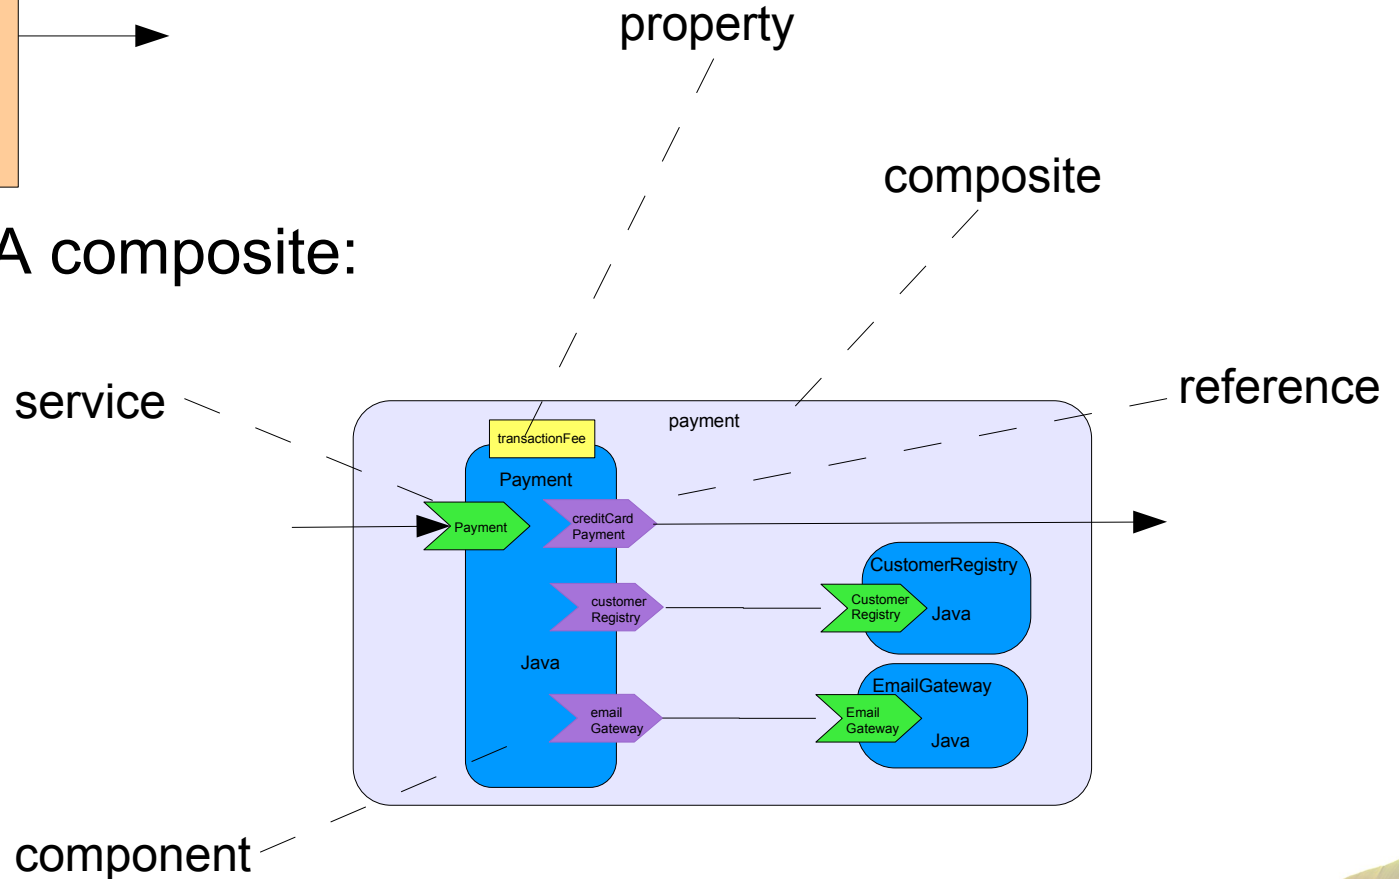 property
composite
A composite:
service
reference
payment
transactionFee
Payment
Payment
creditCard
Payment
CustomerRegistry
customer
Registry
Customer
Registry
Java
Java
EmailGateway
email
Gateway
Email
Gateway
Java
component